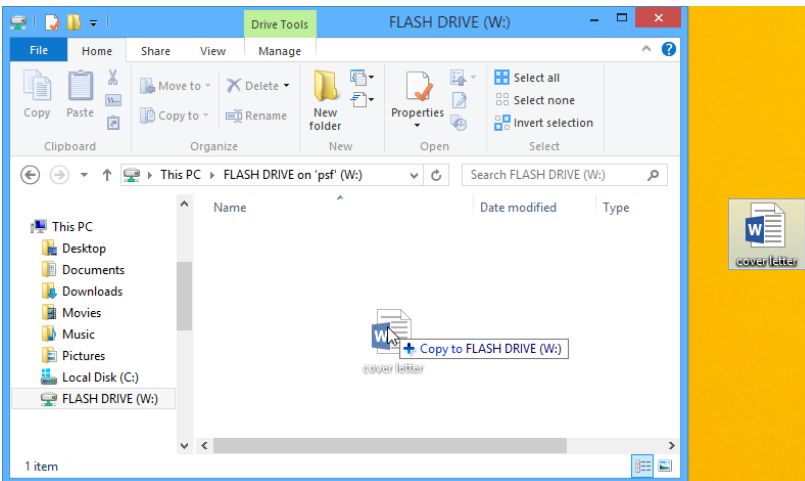 Drive Tools
FLASH DRIVE (W:)
File Home Share View Manage
Copy
Paste
Move to
Copy to
Delete
Rename
New folder
Properties
Select all
Select none
Invert selection
Clipboard Organize New Open Select
This PC FLASH DRIVE on 'psf' (W:)
Search FLASH DRIVE (W:)
Name Date modified Type
This PC
Desktop
Documents
Downloads
Movies
Music
Pictures
Local Disk (C:)
FLASH DRIVE (W:)
W
Copy to FLASH DRIVE (W:)
cover letter
1 item
W
cover letter